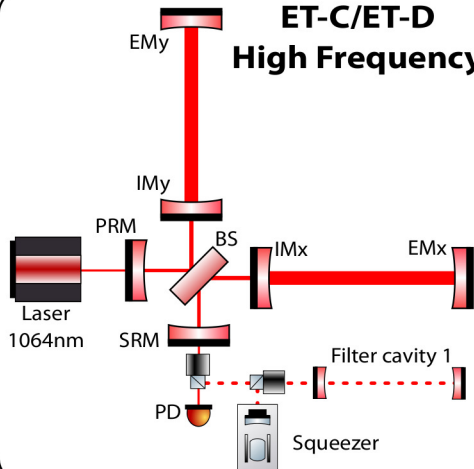 ET-C/ET-D
High Frequency
EMy
IMy
PRM
BS
IMx
EMx
Laser
1064nm
SRM
Filter cavity 1
PD
Squeezer